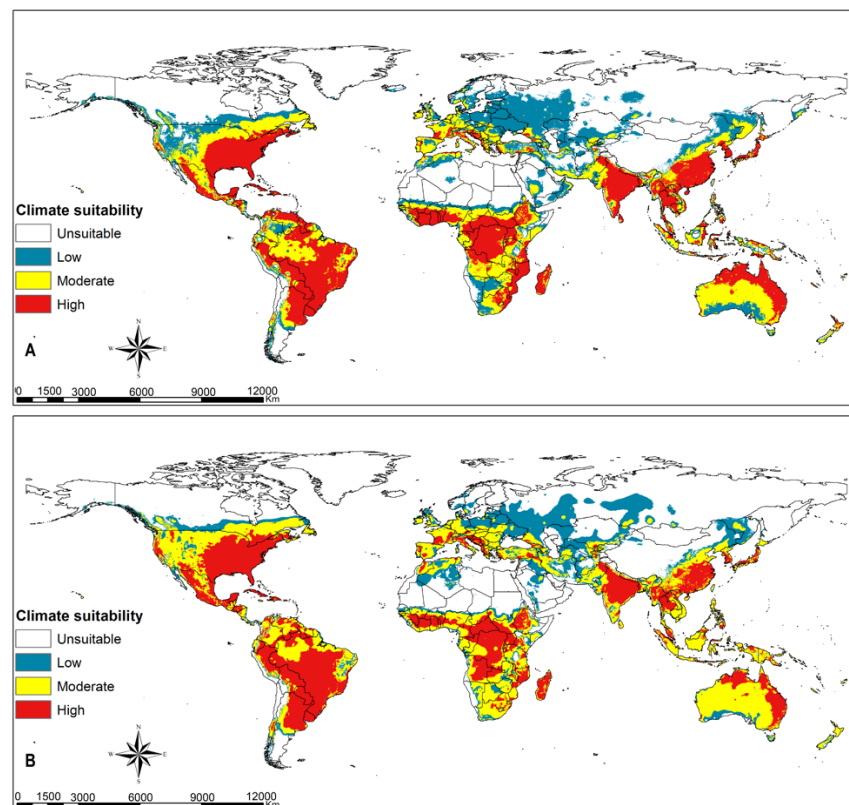 Climate suitability
Unsuitable
Low
Moderate
High
N
W E
S
A
0 1500 3000 6000 9000 12000
Km
Climate suitability
Unsuitable
Low
Moderate
High
N
W E
S
B
0 1500 3000 6000 9000 12000
Km